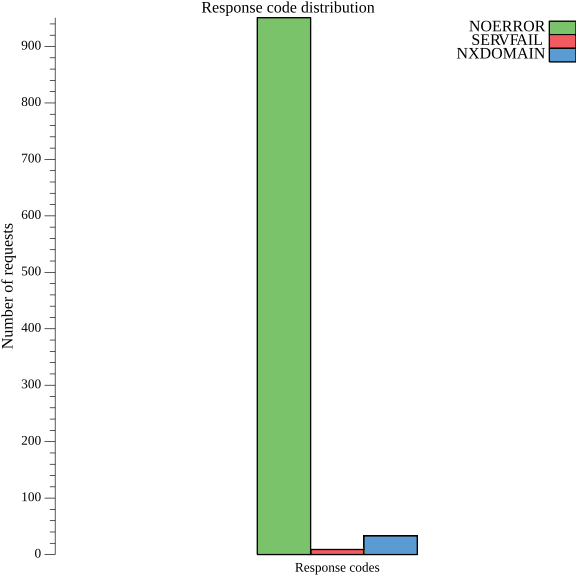 Response code distribution
NOERROR
SERVFAIL
NXDOMAIN
Number of requests
900
800
700
600
500
400
300
200
100
0
Response codes